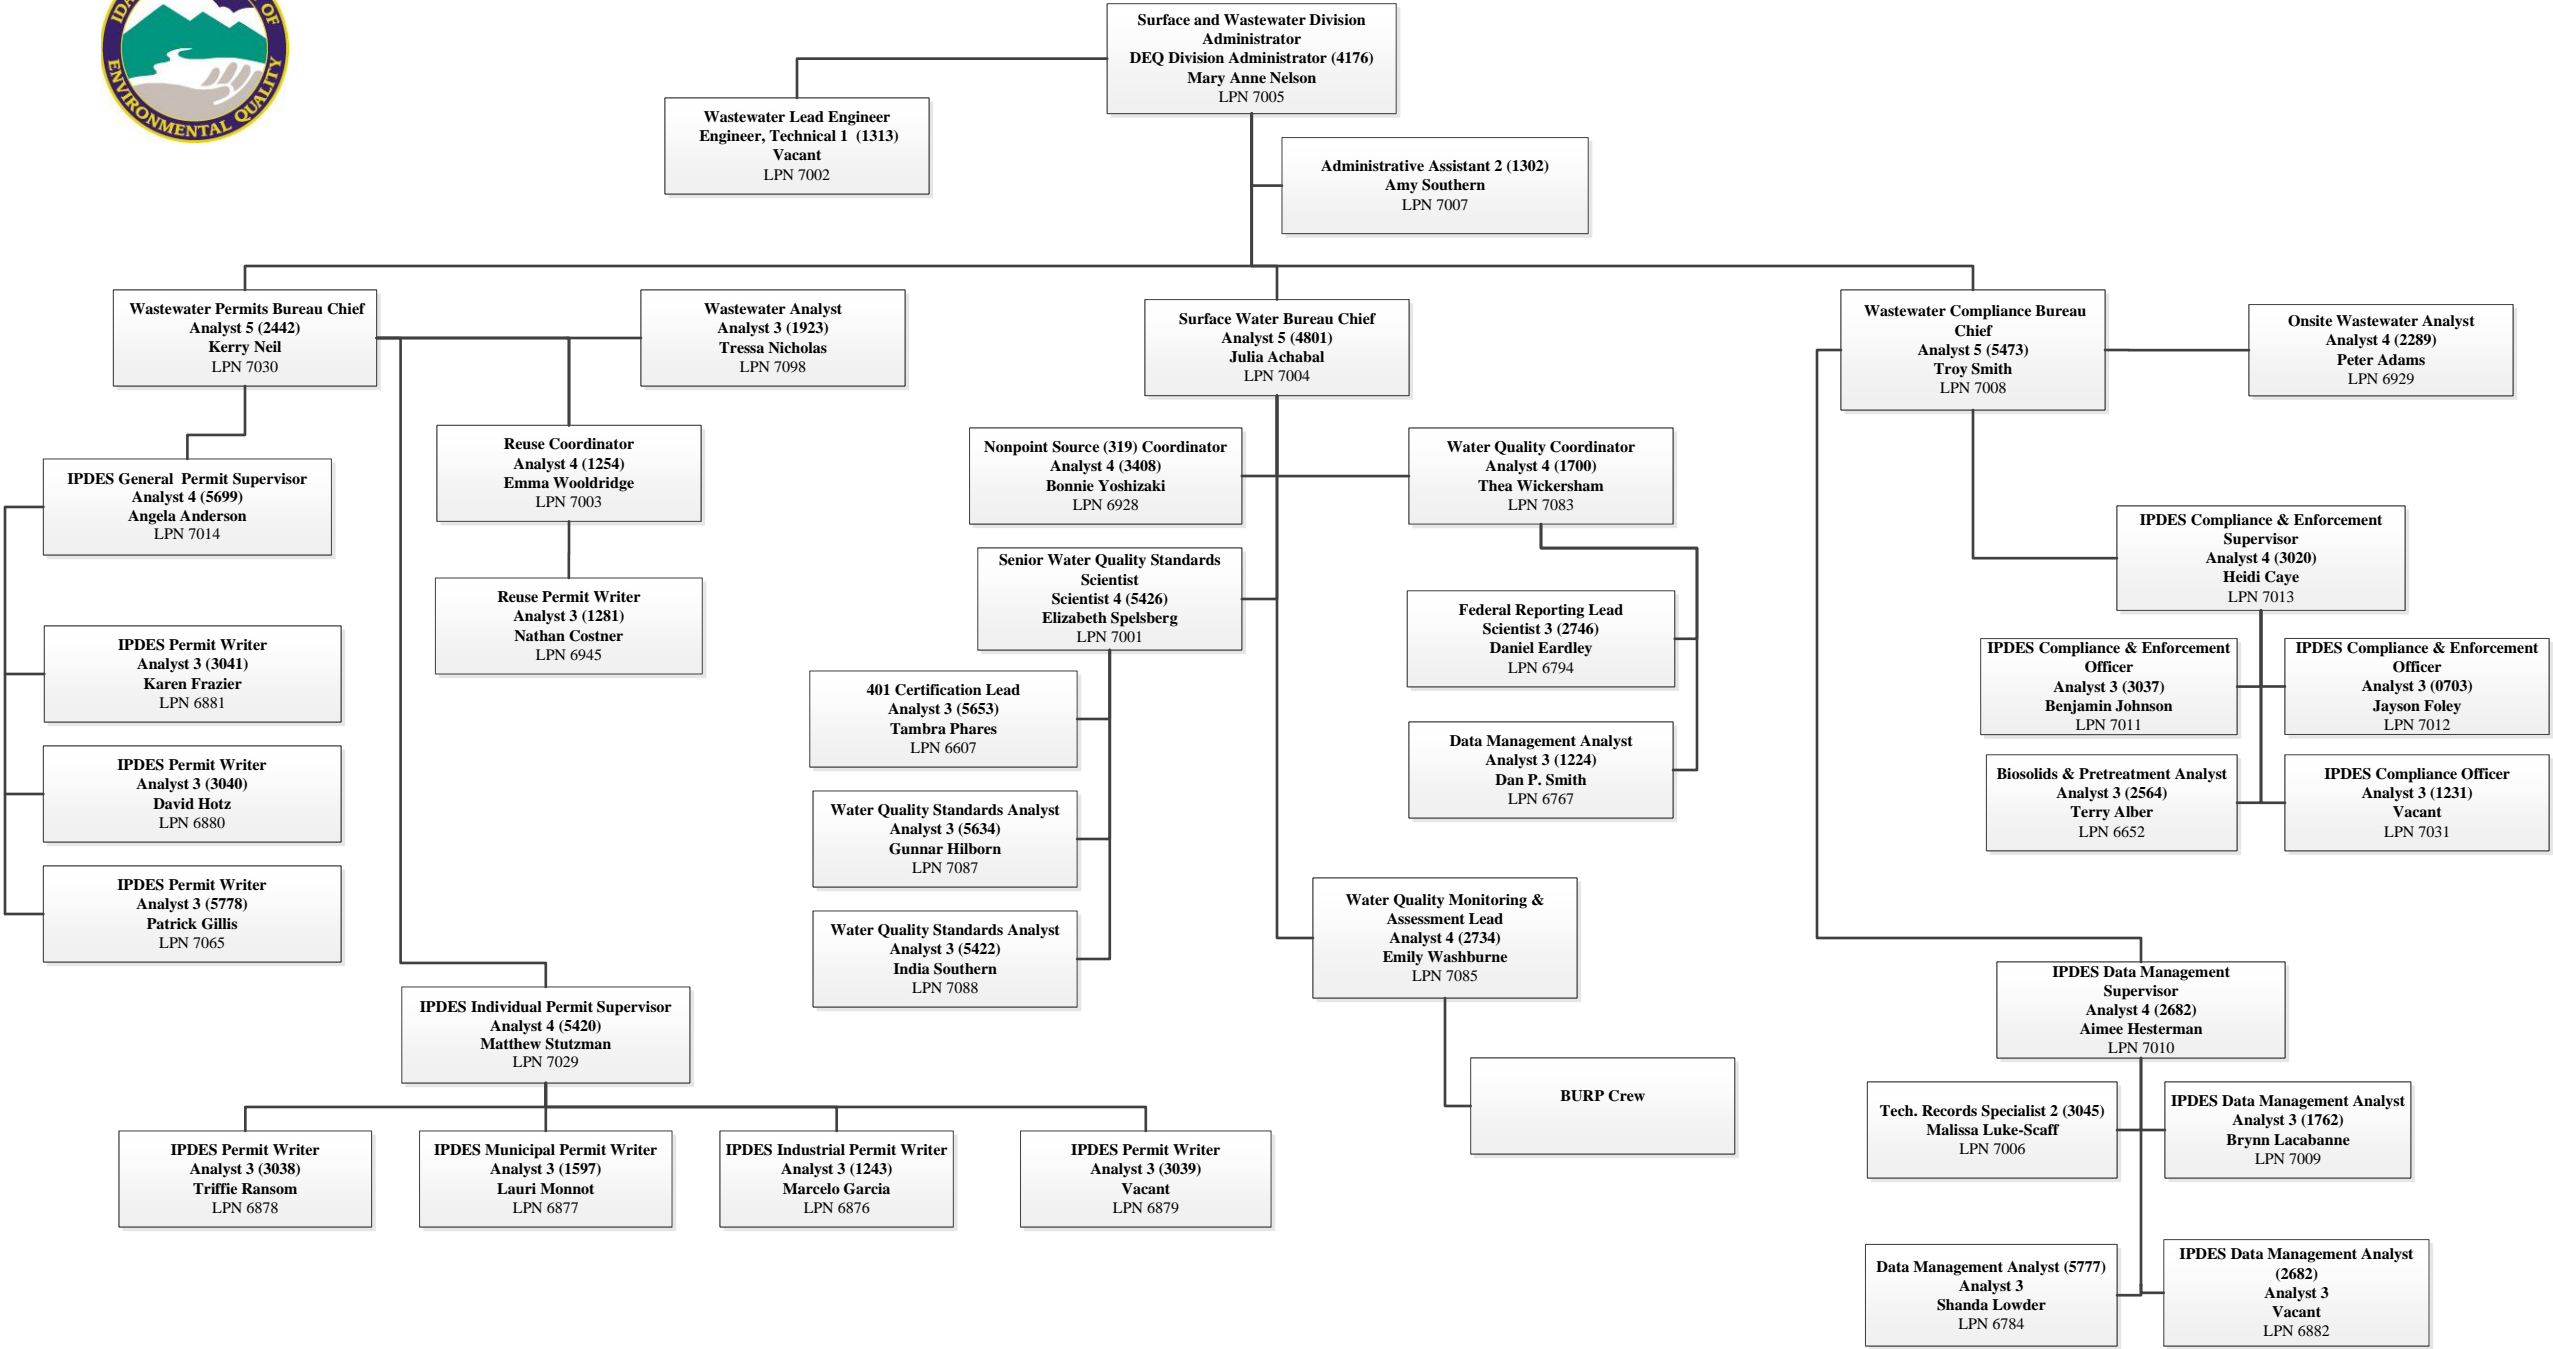 ENVIRONMENTAL QUALITY
Surface and Wastewater Division
Administrator
DEQ Division Administrator (4176)
Mary Anne Nelson
LPN 7005
Wastewater Lead Engineer
Engineer, Technical 1 (1313)
Vacant
LPN 7002
Administrative Assistant 2 (1302)
Amy Southern
LPN 7007
Wastewater Permits Bureau Chief
Analyst 5 (2442)
Kerry Neil
LPN 7030
Wastewater Analyst
Analyst 3 (1923)
Tressa Nicholas
LPN 7098
Reuse Coordinator
Analyst 4 (1254)
Emma Wooldridge
LPN 7003
Reuse Permit Writer
Analyst 3 (1281)
Nathan Costner
LPN 6945
IPDES General  Permit Supervisor
Analyst 4 (5699)
Angela Anderson
LPN 7014
IPDES Permit Writer
Analyst 3 (3041)
Karen Frazier
LPN 6881
IPDES Permit Writer
Analyst 3 (3040)
David Hotz
LPN 6880
IPDES Permit Writer
Analyst 3 (5778)
Patrick Gillis
LPN 7065
IPDES Individual Permit Supervisor
Analyst 4 (5420)
Matthew Stutzman
LPN 7029
IPDES Permit Writer
Analyst 3 (3038)
Triffie Ransom
LPN 6878
IPDES Municipal Permit Writer
Analyst 3 (1597)
Lauri Monnot
LPN 6877
IPDES Industrial Permit Writer
Analyst 3 (1243)
Marcelo Garcia
LPN 6876
IPDES Permit Writer
Analyst 3 (3039)
Vacant
LPN 6879
Surface Water Bureau Chief
Analyst 5 (4801)
Julia Achabal
LPN 7004
Nonpoint Source (319) Coordinator
Analyst 4 (3408)
Bonnie Yoshizaki
LPN 6928
Water Quality Coordinator
Analyst 4 (1700)
Thea Wickersham
LPN 7083
Senior Water Quality Standards
Scientist
Scientist 4 (5426)
Elizabeth Spelsberg
LPN 7001
401 Certification Lead
Analyst 3 (5653)
Tambra Phares
LPN 6607
Water Quality Standards Analyst
Analyst 3 (5634)
Gunnar Hilborn
LPN 7087
Water Quality Standards Analyst
Analyst 3 (5422)
India Southern
LPN 7088
Federal Reporting Lead
Scientist 3 (2746)
Daniel Eardley
LPN 6794
Data Management Analyst
Analyst 3 (1224)
Dan P. Smith
LPN 6767
Water Quality Monitoring &
Assessment Lead
Analyst 4 (2734)
Emily Washburne
LPN 7085
BURP Crew
Wastewater Compliance Bureau
Chief
Analyst 5 (5473)
Troy Smith
LPN 7008
Onsite Wastewater Analyst
Analyst 4 (2289)
Peter Adams
LPN 6929
IPDES Compliance & Enforcement
Supervisor
Analyst 4 (3020)
Heidi Caye
LPN 7013
IPDES Compliance & Enforcement
Officer
Analyst 3 (3037)
Benjamin Johnson
LPN 7011
IPDES Compliance & Enforcement
Officer
Analyst 3 (0703)
Jayson Foley
LPN 7012
Biosolids & Pretreatment Analyst
Analyst 3 (2564)
Terry Alber
LPN 6652
IPDES Compliance Officer
Analyst 3 (1231)
Vacant
LPN 7031
IPDES Data Management
Supervisor
Analyst 4 (2682)
Aimee Hesterman
LPN 7010
Tech. Records Specialist 2 (3045)
Malissa Luke-Scaff
LPN 7006
IPDES Data Management Analyst
Analyst 3 (1762)
Brynn Lacabanne
LPN 7009
Data Management Analyst (5777)
Analyst 3
Shanda Lowder
LPN 6784
IPDES Data Management Analyst
(2682)
Analyst 3
Vacant
LPN 6882